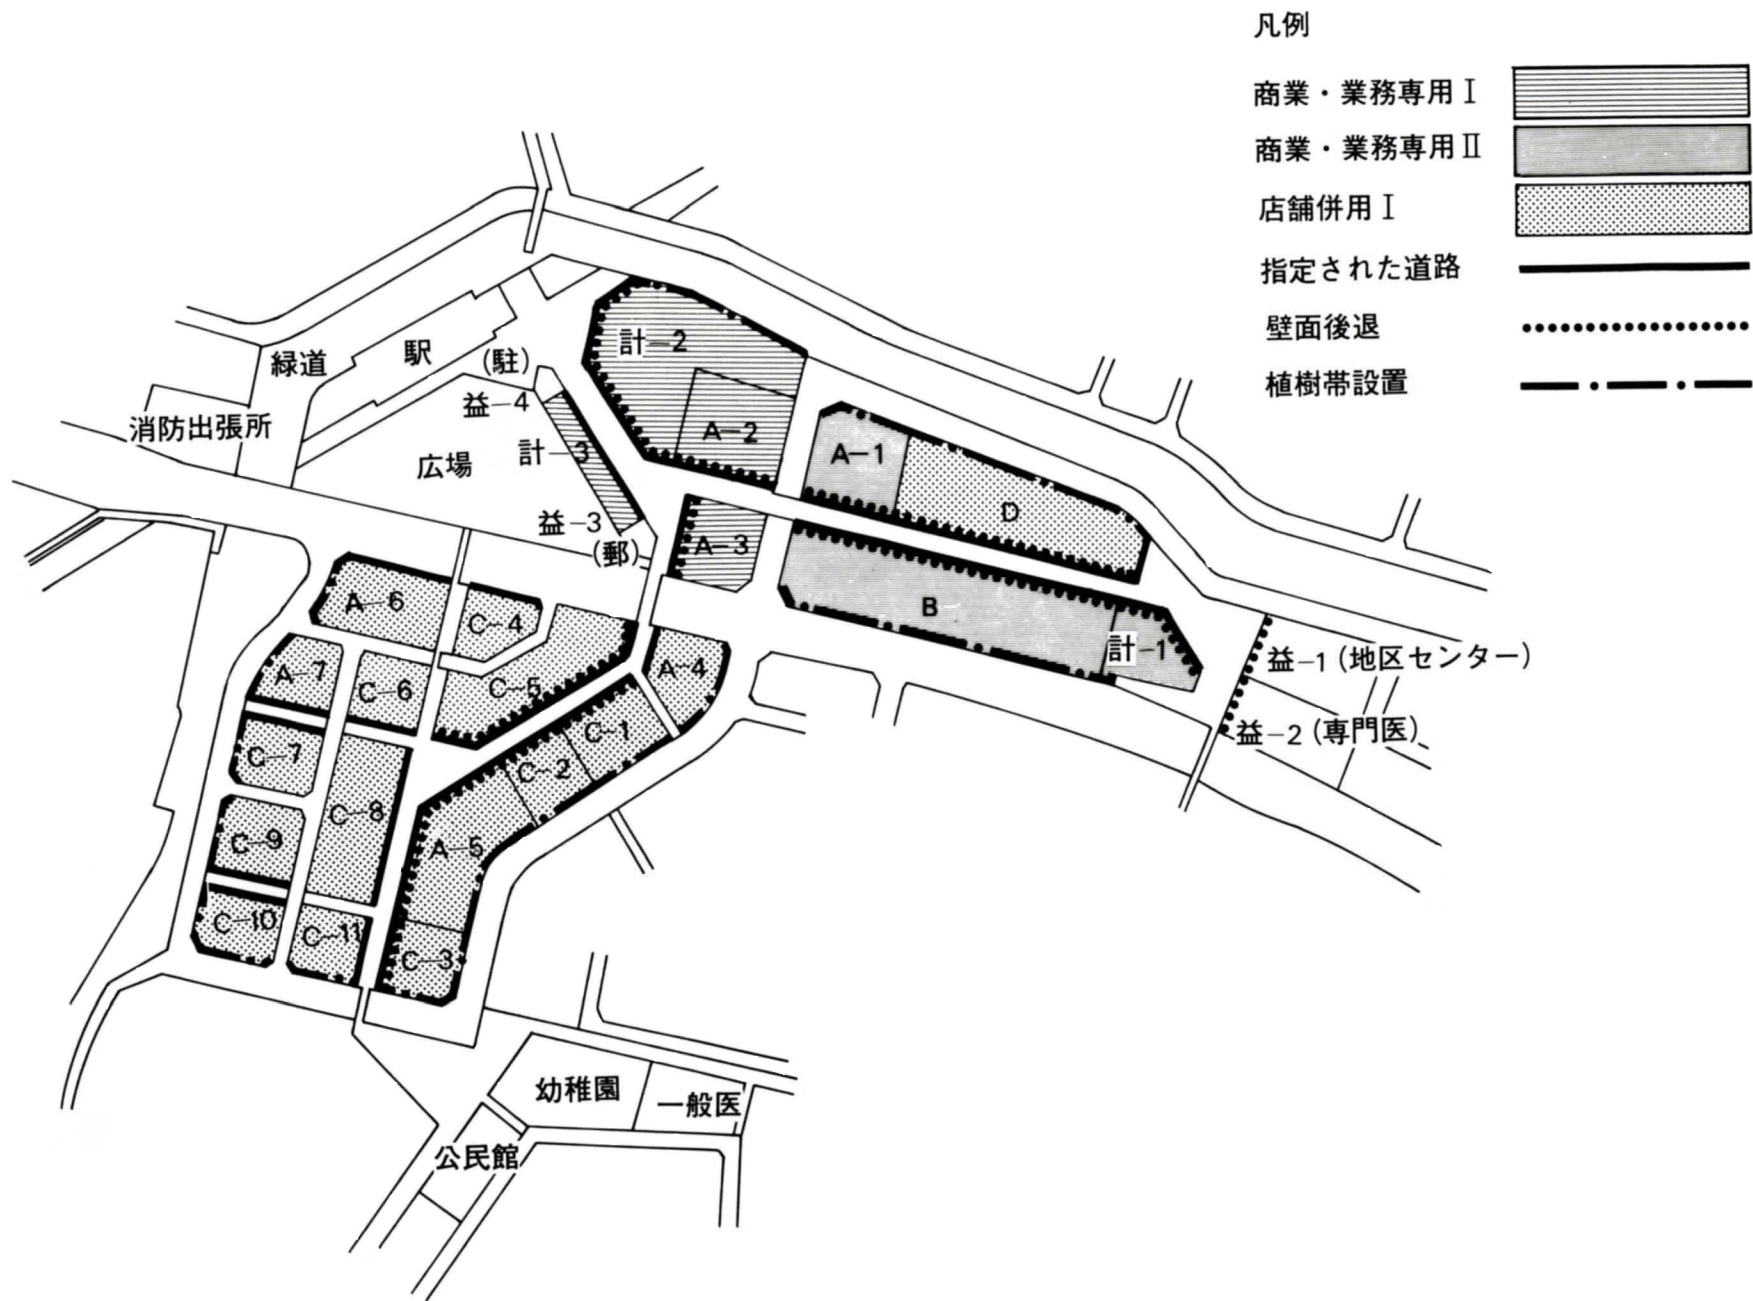 凡例
商業・業務専用Ⅰ
商業・業務専用Ⅱ
店舗併用Ⅰ
指定された道路
壁面後退
植樹帯設置
緑道
駅
(駐)
益-4
計-2
消防出張所
広場
計-3
A-2
A-1
D
益-3
(郵)
A-3
B
計-1
益-1(地区センター)
益-2(専門医)
A-6
C-4
A-7
C-6
C-5
A-4
C-7
C-1
C-2
C-8
C-9
A-5
C-10
C-11
C-3
幼稚園
一般医
公民館